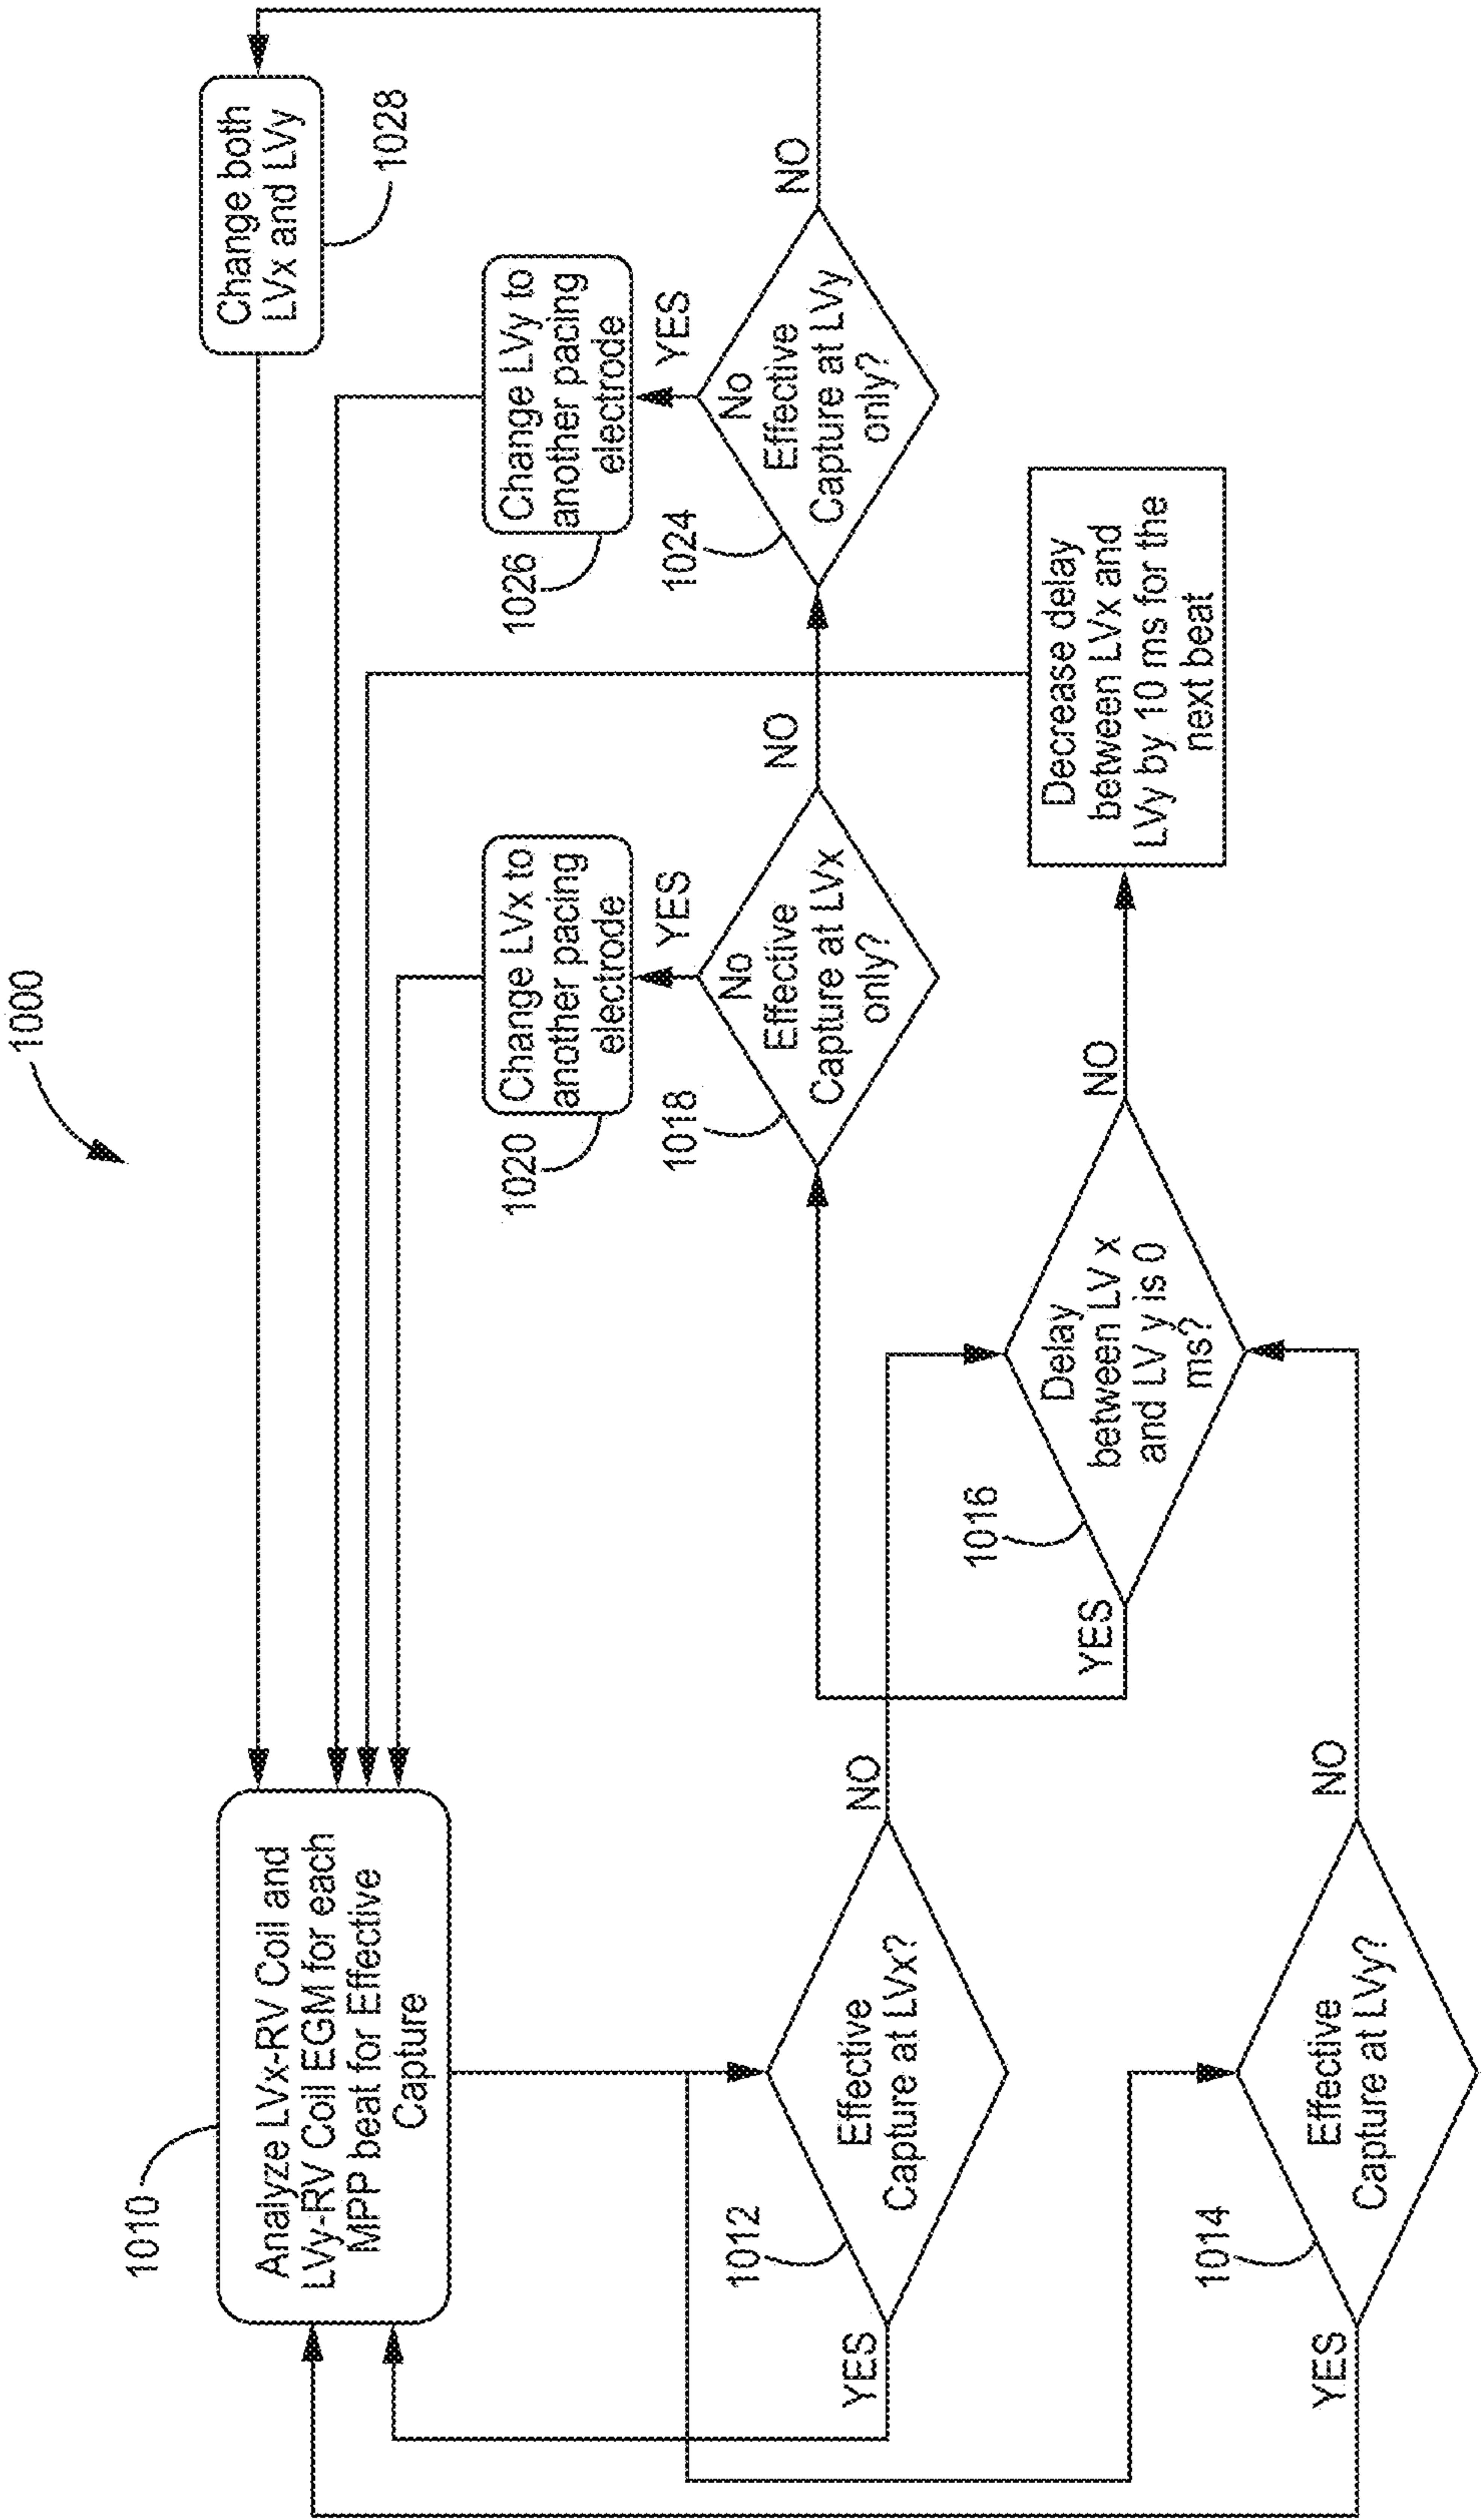 1000
1010
Analyze LVx-RV Coil and
LVy-RV Coil EGM for each
MPP beat for Effective
Capture
Change both
LVx and LVy
1028
1020
Change LVx to
another pacing
electrode
1026
Change LVy to
another pacing
electrode
YES
YES
1012
Effective
Capture at LVx?
YES
NO
1018
No
Effective
Capture at LVx
only?
NO
1024
No
Effective
Capture at LVy
only?
NO
1016
Delay
between LV x
and LV y is 0
ms?
YES
NO
Decrease delay
between LVx and
LVy by 10 ms for the
next beat
1014
Effective
Capture at LVy?
YES
NO